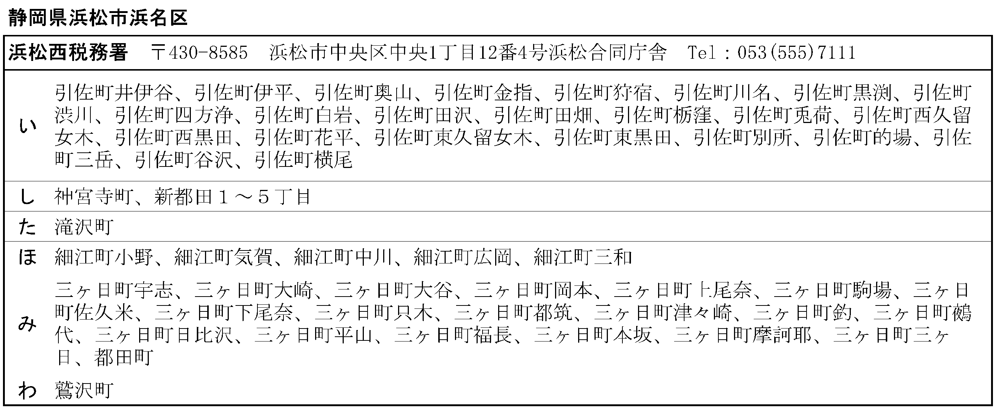 静岡県浜松市浜名区
浜松西税務署　〒430-8585　浜松市中央区中央1丁目12番4号浜松合同庁舎　Tel：053(555)7111
い
引佐町井伊谷、引佐町伊平、引佐町奥山、引佐町金指、引佐町狩宿、引佐町川名、引佐町黒渕、引佐町
渋川、引佐町四方浄、引佐町白岩、引佐町田沢、引佐町田畑、引佐町栃窪、引佐町兎荷、引佐町西久留
女木、引佐町西黒田、引佐町花平、引佐町東久留女木、引佐町東黒田、引佐町別所、引佐町的場、引佐
町三岳、引佐町谷沢、引佐町横尾
し　神宮寺町、新都田１～５丁目
た　滝沢町
ほ　細江町小野、細江町気賀、細江町中川、細江町広岡、細江町三和
み
三ヶ日町宇志、三ヶ日町大崎、三ヶ日町大谷、三ヶ日町岡本、三ヶ日町上尾奈、三ヶ日町駒場、三ヶ日
町佐久米、三ヶ日町下尾奈、三ヶ日町只木、三ヶ日町都筑、三ヶ日町津々崎、三ヶ日町釣、三ヶ日町鵺
代、三ヶ日町日比沢、三ヶ日町平山、三ヶ日町福長、三ヶ日町本坂、三ヶ日町摩訶耶、三ヶ日町三ヶ
日、都田町
わ　鷲沢町